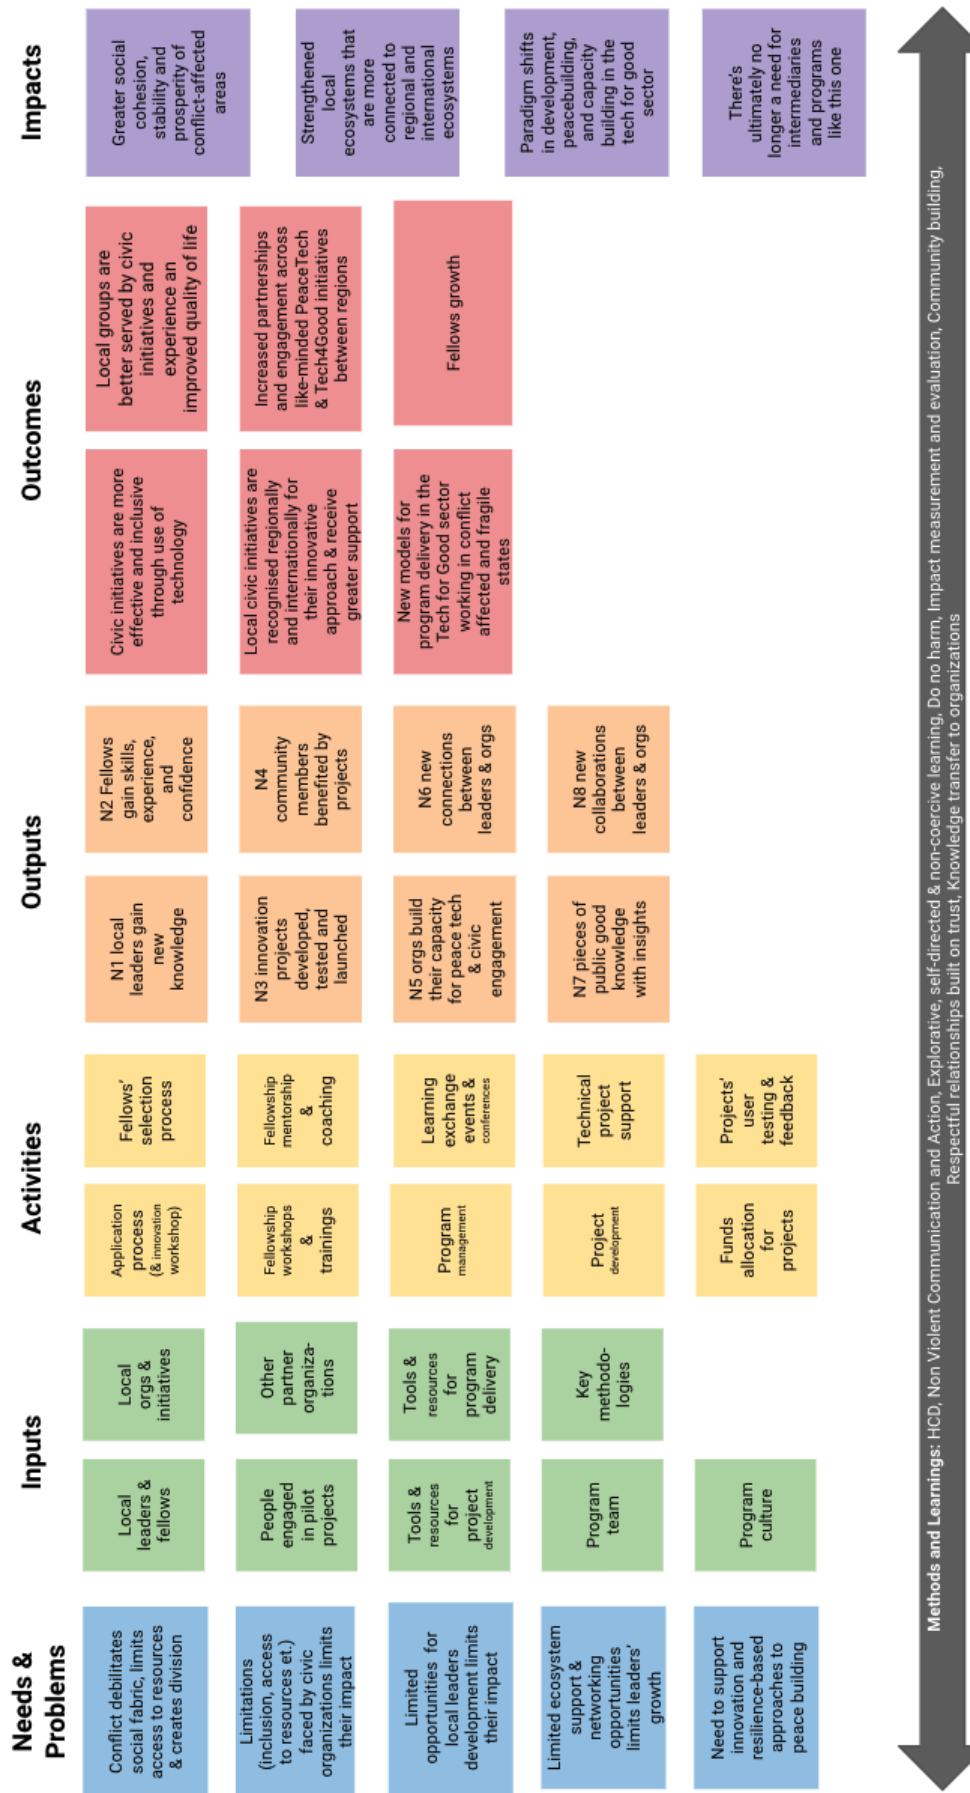 Needs &
Problems
Conflict debilitates
social fabric, limits
access to resources
& creates division
Limitations
(inclusion, access
to resources et.)
faced by civic
organizations limits
their impact
Limited
opportunities for
local leaders
development limits
their impact
Limited ecosystem
support &
networking
opportunities
limits leaders'
growth
Need to support
innovation and
resilience-based
approaches to
peace building
Inputs
Local
leaders &
fellows
Local
orgs &
initiatives
People
engaged
in pilot
projects
Other
partner
organiza-
tions
Tools &
resources
for
project
development
Tools &
resources
for
program
delivery
Program
team
Key
methodo-
logies
Program
culture
Activities
Application
process
(& innovation
workshop)
Fellows'
selection
process
Fellowship
workshops
&
trainings
Fellowship
mentorship
&
coaching
Program
management
Learning
exchange
events &
conferences
Project
development
Technical
project
support
Funds
allocation
for
projects
Projects'
user
testing &
feedback
Outputs
N1 local
leaders gain
new
knowledge
N2 Fellows
gain skills,
experience,
and
confidence
N3 innovation
projects
developed,
tested and
launched
N4
community
members
benefited by
projects
N5 orgs build
their capacity
for peace tech
& civic
engagement
N6 new
connections
between
leaders & orgs
N7 pieces of
public good
knowledge
with insights
N8 new
collaborations
between
leaders & orgs
Outcomes
Civic initiatives are more
effective and inclusive
through use of
technology
Local groups are
better served by civic
initiatives and
experience an
improved quality of life
Local civic initiatives are
recognised regionally
and internationally for
their innovative
approach & receive
greater support
Increased partnerships
and engagement across
like-minded PeaceTech
& Tech4Good initiatives
between regions
New models for
program delivery in the
Tech for Good sector
working in conflict
affected and fragile
states
Fellows growth
Impacts
Greater social
cohesion,
stability and
prosperity of
conflict-affected
areas
Strengthened
local
ecosystems that
are more
connected to
regional and
international
ecosystems
Paradigm shifts
in development,
peacebuilding,
and capacity
building in the
tech for good
sector
There's
ultimately no
longer a need for
intermediaries
and programs
like this one
Methods and Learnings: HCD, Non Violent Communication and Action, Explorative, self-directed & non-coercive learning, Do no harm, Impact measurement and evaluation, Community building,
Respectful relationships built on trust, Knowledge transfer to organizations